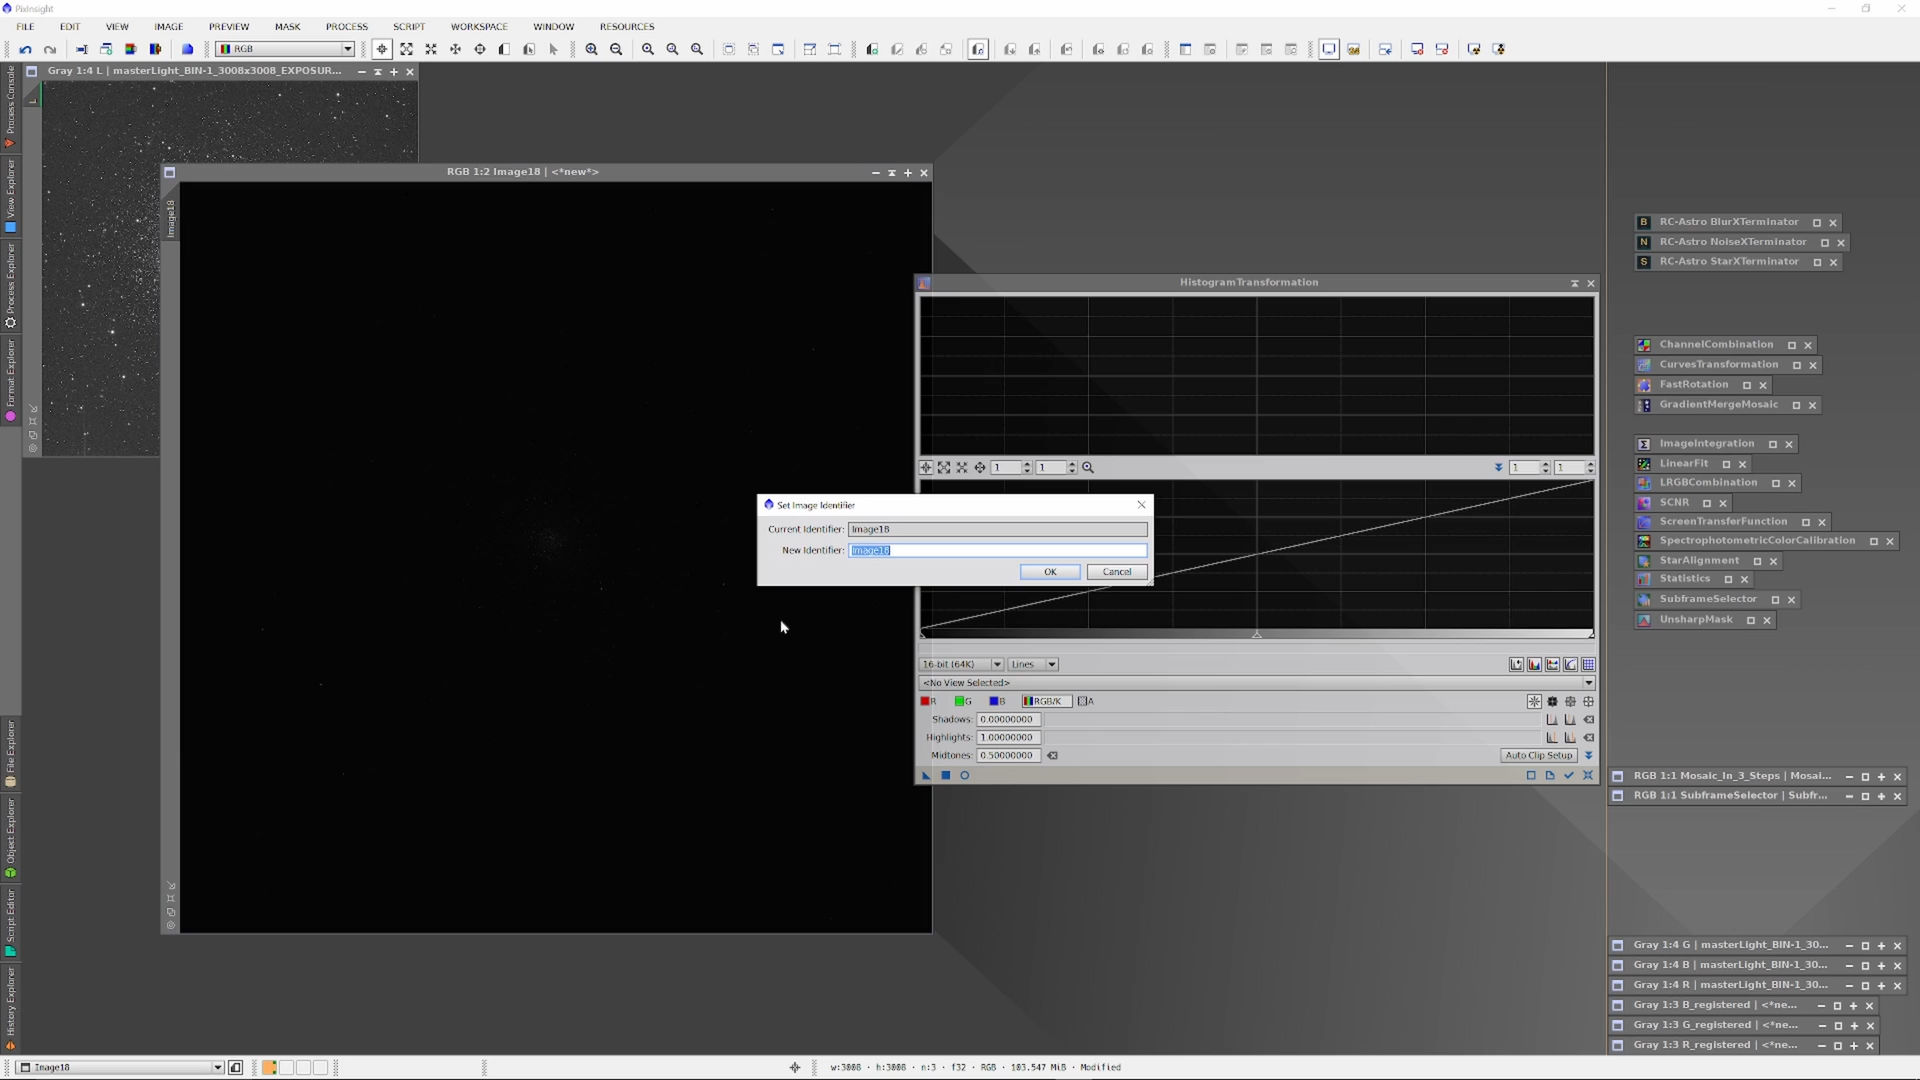 PixInsight
FILE EDIT VIEW IMAGE PREVIEW MASK PROCESS SCRIPT WORKSPACE WINDOW RESOURCES
RGB
Gray 1:4 L | masterLight_BIN-1_3008x3008_EXPOSUR...
L
RGB 1:2 Image18 | <*new*>
Image18
Process Console
View Explorer
Process Explorer
Format Explorer
File Explorer
Object Explorer
Script Editor
History Explorer
HistogramTransformation
1 1 1 1
Set Image Identifier
Current Identifier: Image18
New Identifier: Image18
OK Cancel
16-bit (64K) Lines
<No View Selected>
R G B RGB/K A
Shadows: 0.00000000
Highlights: 1.00000000
Midtones: 0.50000000 Auto Clip Setup
B RC-Astro BlurXTerminator
N RC-Astro NoiseXTerminator
S RC-Astro StarXTerminator
ChannelCombination
CurvesTransformation
FastRotation
GradientMergeMosaic
ImageIntegration
LinearFit
LRGBCombination
SCNR
ScreenTransferFunction
SpectrophotometricColorCalibration
StarAlignment
Statistics
SubframeSelector
UnsharpMask
RGB 1:1 Mosaic_In_3_Steps | Mosai...
RGB 1:1 SubframeSelector | Subfr...
Gray 1:4 G | masterLight_BIN-1_30...
Gray 1:4 B | masterLight_BIN-1_30...
Gray 1:4 R | masterLight_BIN-1_30...
Gray 1:3 B_registered | <*ne...
Gray 1:3 G_registered | <*ne...
Gray 1:3 R_registered | <*ne...
Image18
w:3008 · h:3008 · n:3 · f32 · RGB · 103.547 MiB · Modified